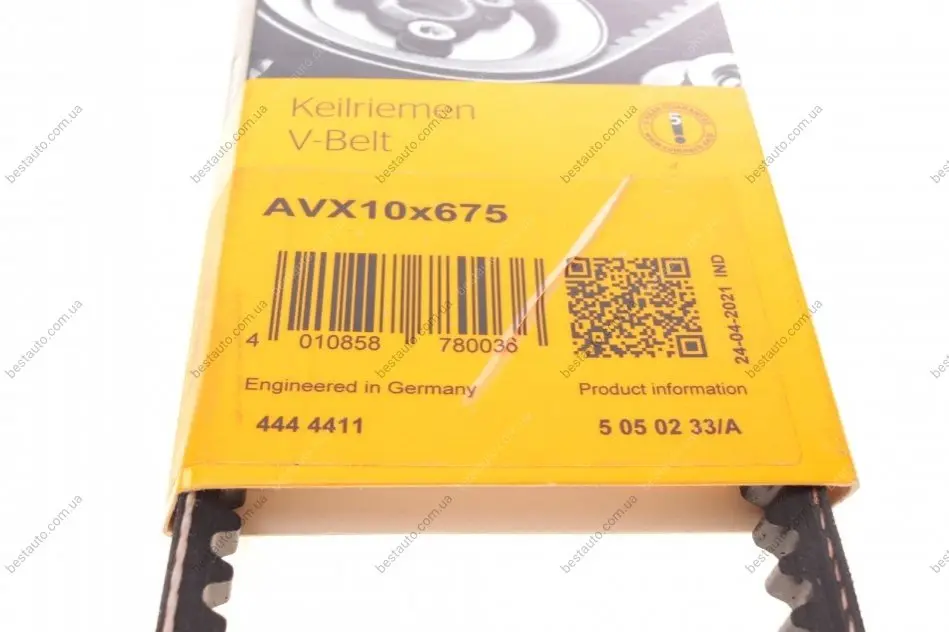 Keilriemen
V-Belt
5
AVX10x675
4 010858 780036
24-04-2021 IND
Engineered in Germany
Product information
444 4411
5 05 02 33/A
bestauto.com.ua